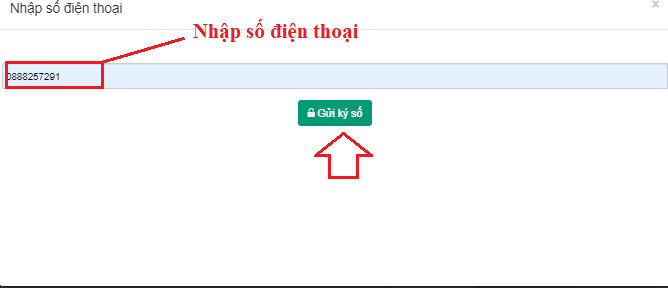 Nhập số điện thoại
×
Nhập số điện thoại
0888257291
Gửi ký số